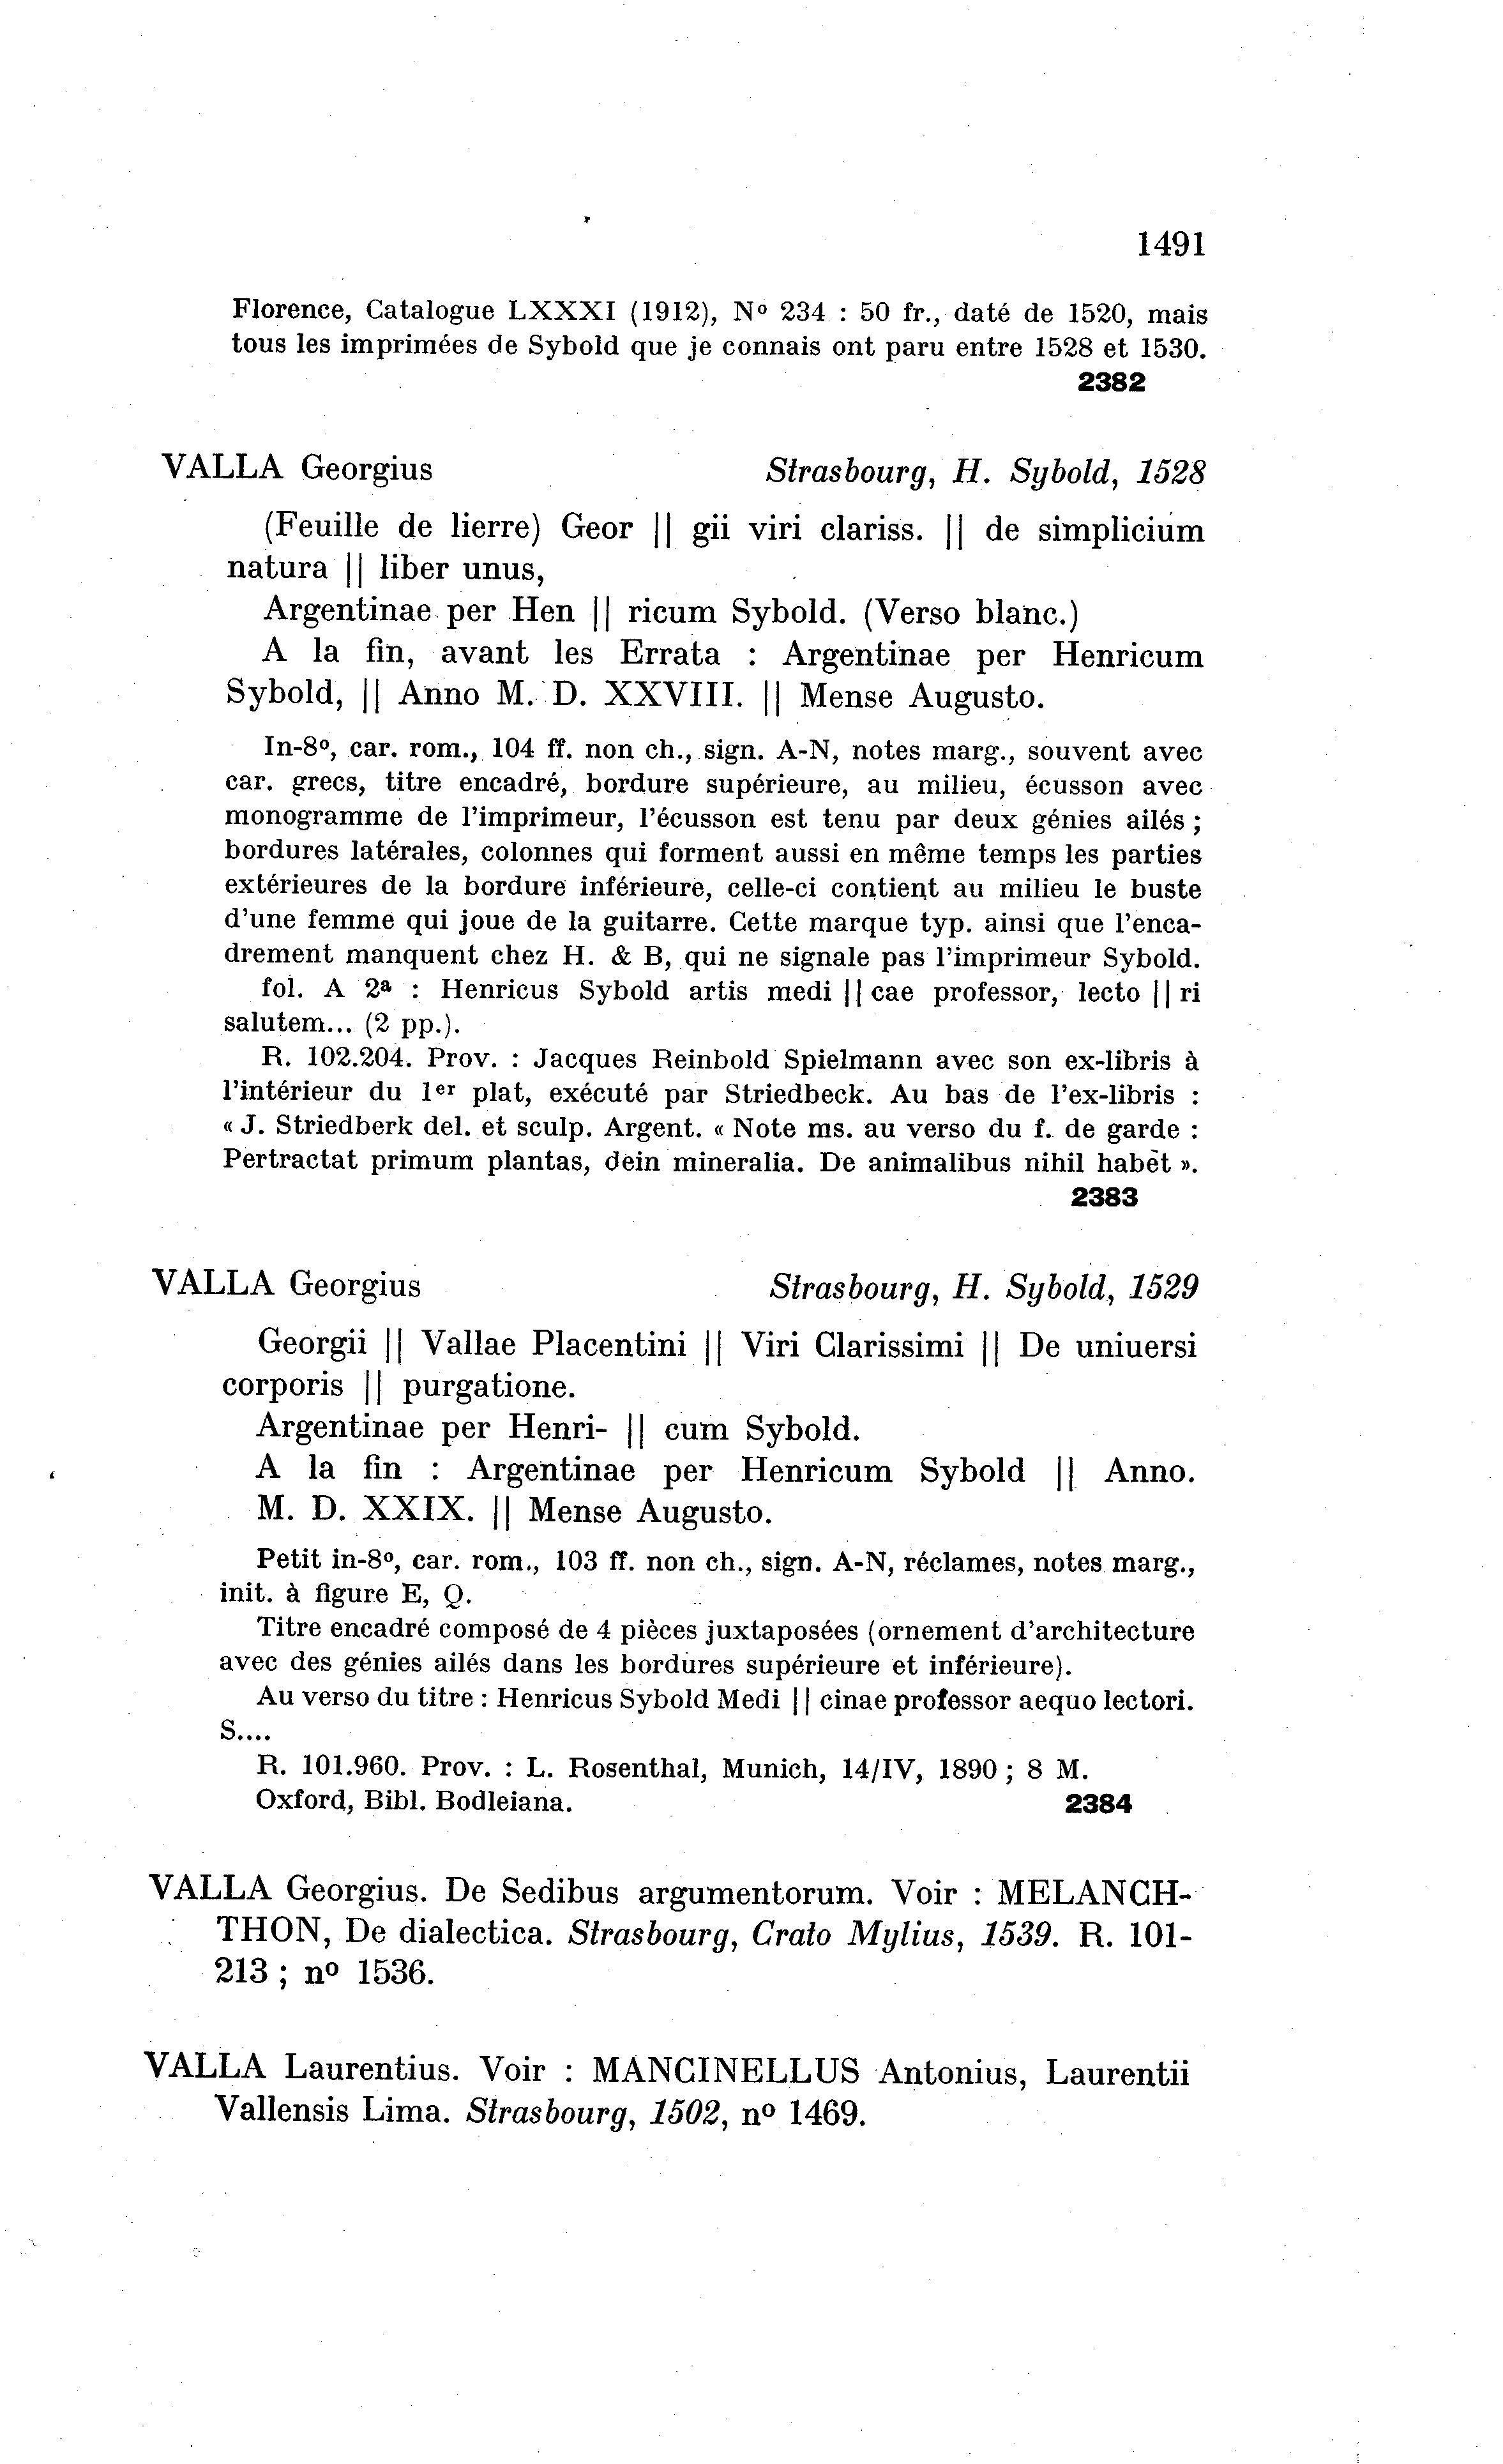 1491
Florence, Catalogue LXXXI (1912), Nº 234 : 50 fr., daté de 1520, mais
tous les imprimées de Sybold que je connais ont paru entre 1528 et 1530.
2382
VALLA Georgius Strasbourg, H. Sybold, 1528
(Feuille de lierre) Geor || gii viri clariss. || de simplicium
natura || liber unus,
Argentinae per Hen || ricum Sybold. (Verso blanc.)
A la fin, avant les Errata : Argentinae per Henricum
Sybold, || Anno M. D. XXVIII. || Mense Augusto.
In-8º, car. rom., 104 ff. non ch., sign. A-N, notes marg., souvent avec
car. grecs, titre encadré, bordure supérieure, au milieu, écusson avec
monogramme de l'imprimeur, l'écusson est tenu par deux génies ailés ;
bordures latérales, colonnes qui forment aussi en même temps les parties
extérieures de la bordure inférieure, celle-ci contient au milieu le buste
d'une femme qui joue de la guitarre. Cette marque typ. ainsi que l'enca-
drement manquent chez H. & B, qui ne signale pas l'imprimeur Sybold.
fol. A 2ª : Henricus Sybold artis medi || cae professor, lecto || ri
salutem... (2 pp.).
R. 102.204. Prov. : Jacques Reinbold Spielmann avec son ex-libris à
l'intérieur du 1er plat, exécuté par Striedbeck. Au bas de l'ex-libris :
« J. Striedberk del. et sculp. Argent. « Note ms. au verso du f. de garde :
Pertractat primum plantas, dein mineralia. De animalibus nihil habet ».
2383
VALLA Georgius Strasbourg, H. Sybold, 1529
Georgii || Vallae Placentini || Viri Clarissimi || De uniuersi
corporis || purgatione.
Argentinae per Henri- || cum Sybold.
A la fin : Argentinae per Henricum Sybold || Anno.
M. D. XXIX. || Mense Augusto.
Petit in-8º, car. rom., 103 ff. non ch., sign. A-N, réclames, notes marg.,
init. à figure E, Q.
Titre encadré composé de 4 pièces juxtaposées (ornement d'architecture
avec des génies ailés dans les bordures supérieure et inférieure).
Au verso du titre : Henricus Sybold Medi || cinae professor aequo lectori.
S....
R. 101.960. Prov. : L. Rosenthal, Munich, 14/IV, 1890 ; 8 M.
Oxford, Bibl. Bodleiana. 2384
VALLA Georgius. De Sedibus argumentorum. Voir : MELANCH-
THON, De dialectica. Strasbourg, Crato Mylius, 1539. R. 101-
213 ; nº 1536.
VALLA Laurentius. Voir : MANCINELLUS Antonius, Laurentii
Vallensis Lima. Strasbourg, 1502, nº 1469.